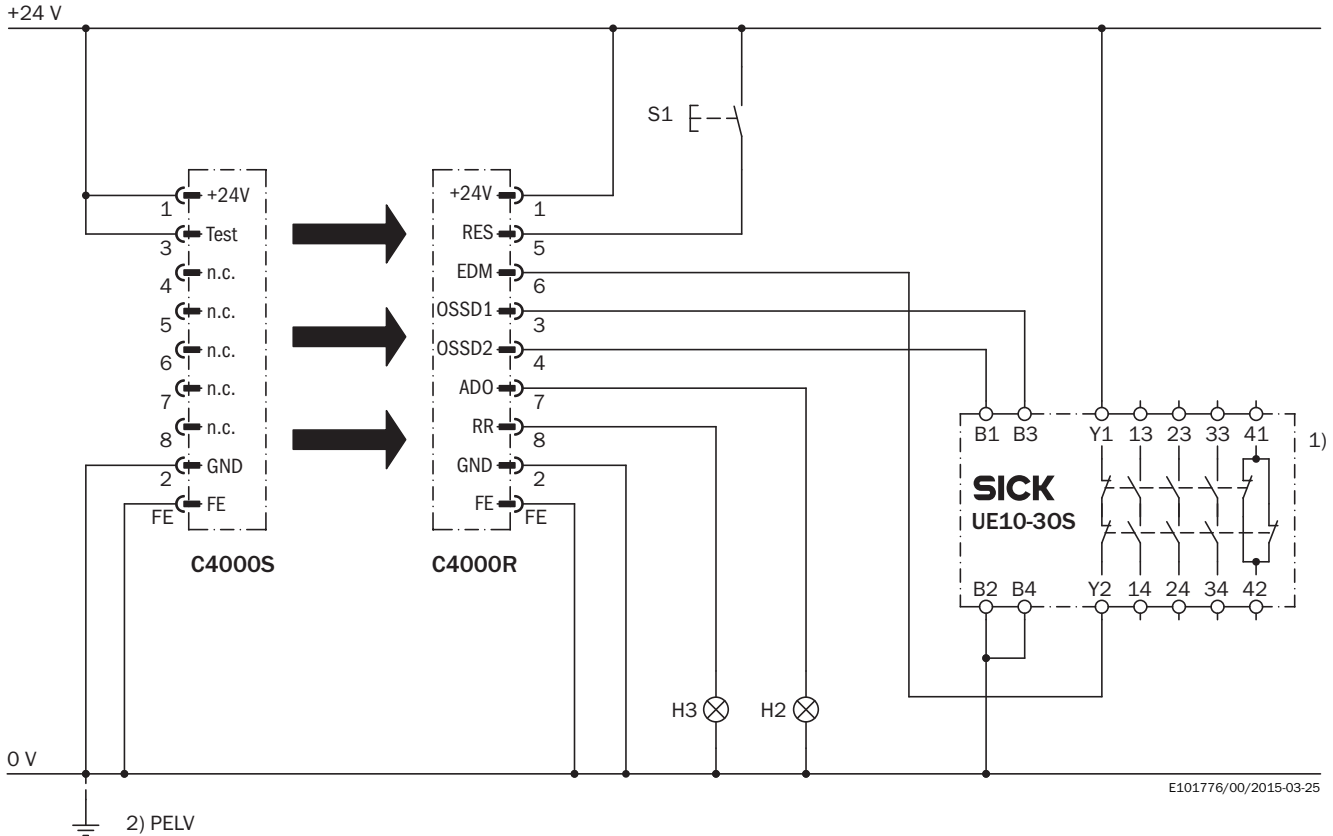 +24 V
S1
+24V
1
Test
3
n.c.
4
n.c.
5
n.c.
6
n.c.
7
n.c.
8
GND
2
FE
FE
C4000S
+24V
1
RES
5
EDM
6
OSSD1
3
OSSD2
4
ADO
7
RR
8
GND
2
FE
FE
C4000R
B1 B3 Y1 13 23 33 41
1)
SICK
UE10-3OS
B2 B4 Y2 14 24 34 42
H3
H2
0 V
E101776/00/2015-03-25
2) PELV